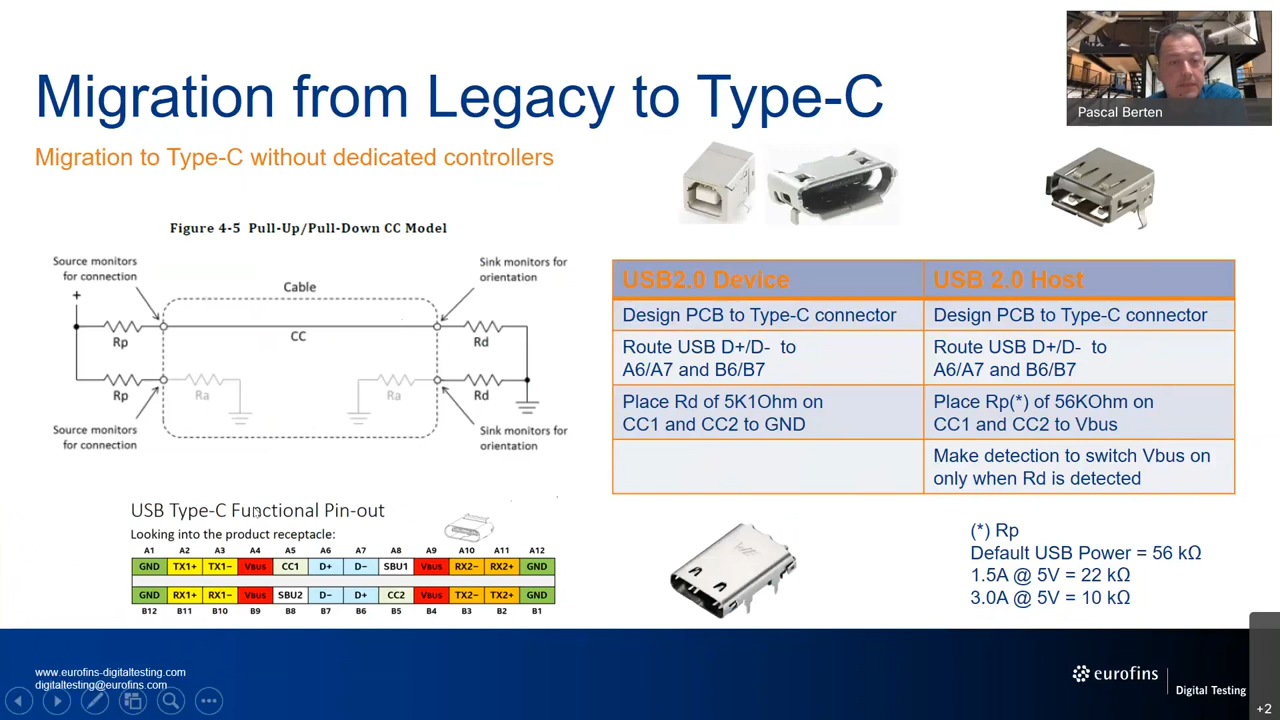 Migration from Legacy to Type-C
Migration to Type-C without dedicated controllers
Pascal Berten
Figure 4-5 Pull-Up/Pull-Down CC Model
Source monitors
for connection
Sink monitors for
orientation
Cable
+
CC
Rp
Rd
Rp
Ra
Ra
Rd
Source monitors
for connection
Sink monitors for
orientation
USB2.0 Device
USB 2.0 Host
Design PCB to Type-C connector
Design PCB to Type-C connector
Route USB D+/D- to
A6/A7 and B6/B7
Route USB D+/D- to
A6/A7 and B6/B7
Place Rd of 5K1Ohm on
CC1 and CC2 to GND
Place Rp(*) of 56KOhm on
CC1 and CC2 to Vbus
Make detection to switch Vbus on
only when Rd is detected
USB Type-C Functional Pin-out
Looking into the product receptacle:
A1 A2 A3 A4 A5 A6 A7 A8 A9 A10 A11 A12
GND TX1+ TX1− VBUS CC1 D+ D− SBU1 VBUS RX2− RX2+ GND
GND RX1+ RX1− VBUS SBU2 D− D+ CC2 VBUS TX2− TX2+ GND
B12 B11 B10 B9 B8 B7 B6 B5 B4 B3 B2 B1
(*) Rp
Default USB Power = 56 kΩ
1.5A @ 5V = 22 kΩ
3.0A @ 5V = 10 kΩ
www.eurofins-digitaltesting.com
digitaltesting@eurofins.com
eurofins
Digital Testing
+2